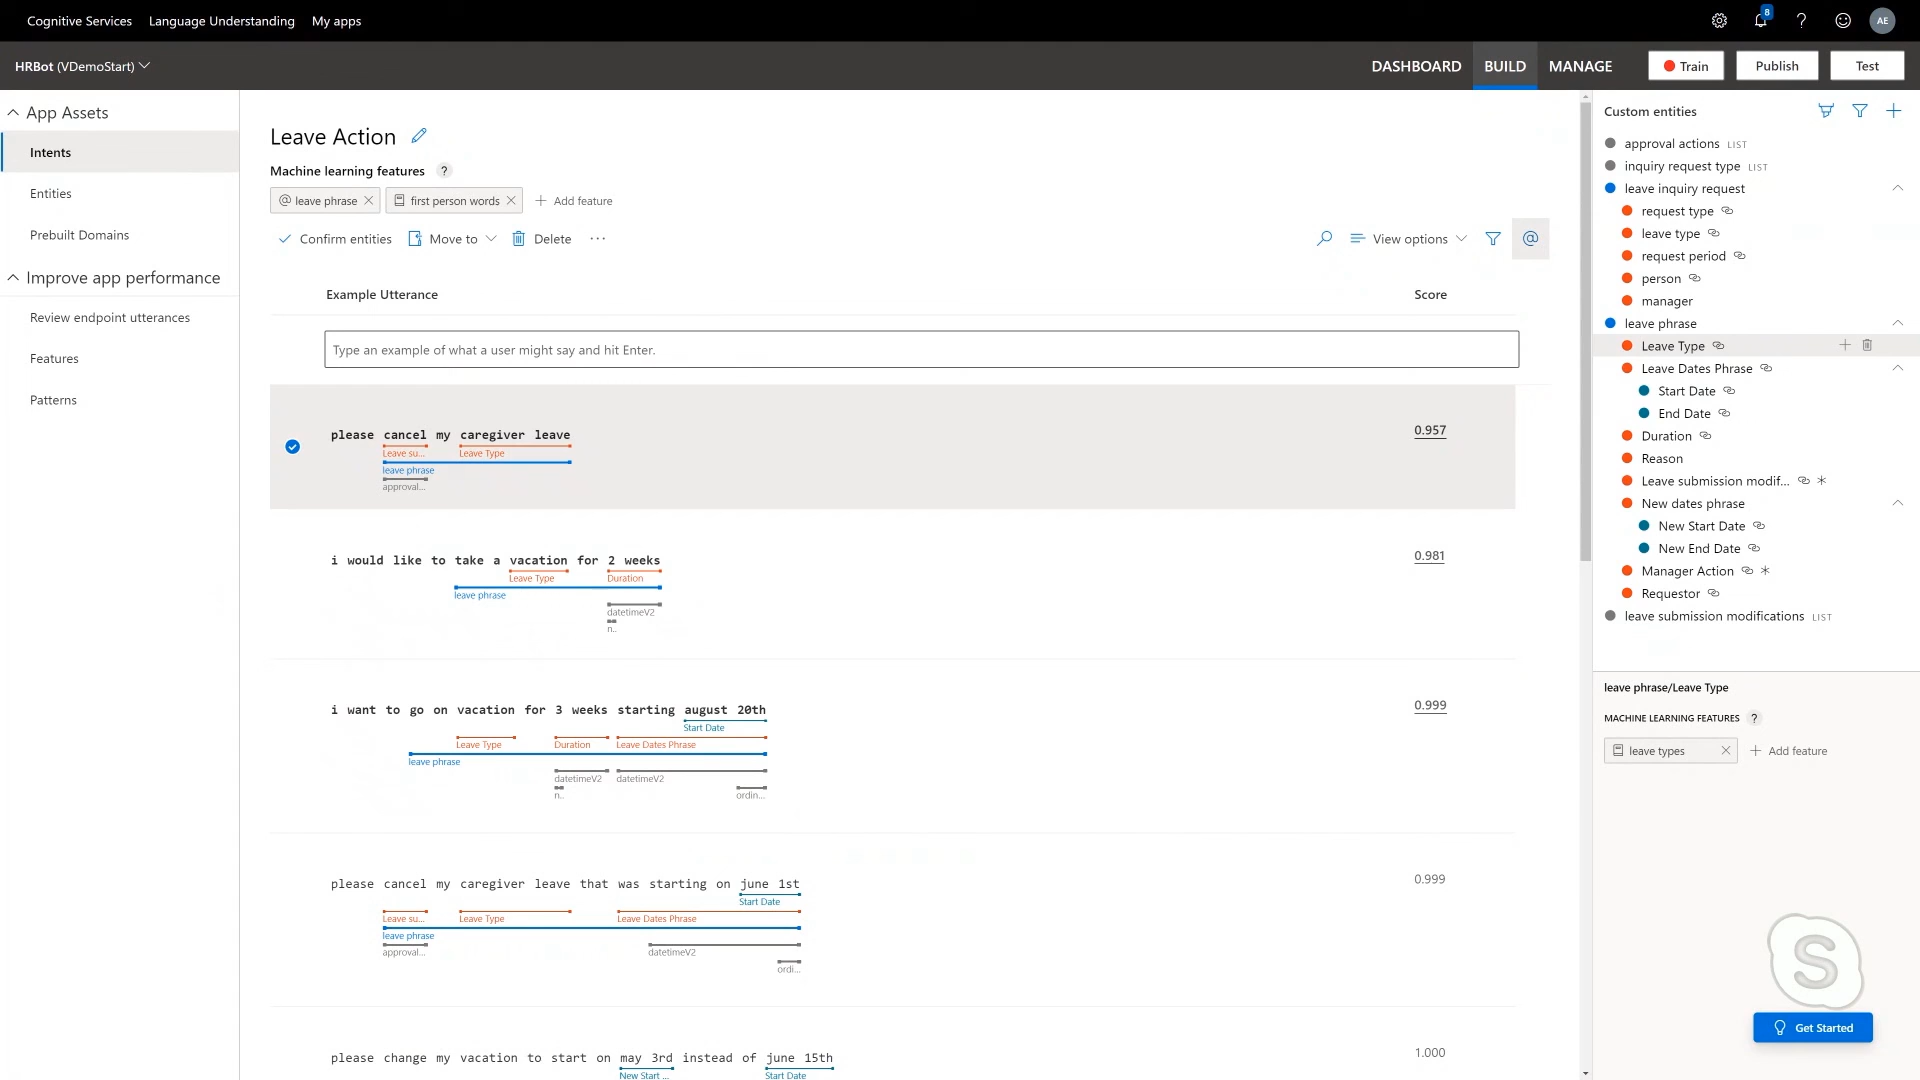 Cognitive Services Language Understanding My apps
8
? AE
HRBot (VDemoStart)
DASHBOARD BUILD MANAGE Train Publish Test
App Assets
Intents
Entities
Prebuilt Domains
Improve app performance
Review endpoint utterances
Features
Patterns
Leave Action
Machine learning features ?
@ leave phrase first person words Add feature
Confirm entities Move to Delete ···
View options @
Example Utterance Score
Type an example of what a user might say and hit Enter.
please cancel my caregiver leave 0.957
Leave su... Leave Type
leave phrase
approval...
i would like to take a vacation for 2 weeks 0.981
Leave Type Duration
leave phrase
datetimeV2
n..
i want to go on vacation for 3 weeks starting august 20th 0.999
Start Date
Leave Type Duration Leave Dates Phrase
leave phrase
datetimeV2 datetimeV2
n.. ordin...
please cancel my caregiver leave that was starting on june 1st 0.999
Start Date
Leave su... Leave Type Leave Dates Phrase
leave phrase
approval... datetimeV2
ordi...
please change my vacation to start on may 3rd instead of june 15th 1.000
New Start ... Start Date
Custom entities
approval actions LIST
inquiry request type LIST
leave inquiry request
request type
leave type
request period
person
manager
leave phrase
Leave Type
Leave Dates Phrase
Start Date
End Date
Duration
Reason
Leave submission modif... *
New dates phrase
New Start Date
New End Date
Manager Action *
Requestor
leave submission modifications LIST
leave phrase/Leave Type
MACHINE LEARNING FEATURES ?
leave types Add feature
S
Get Started